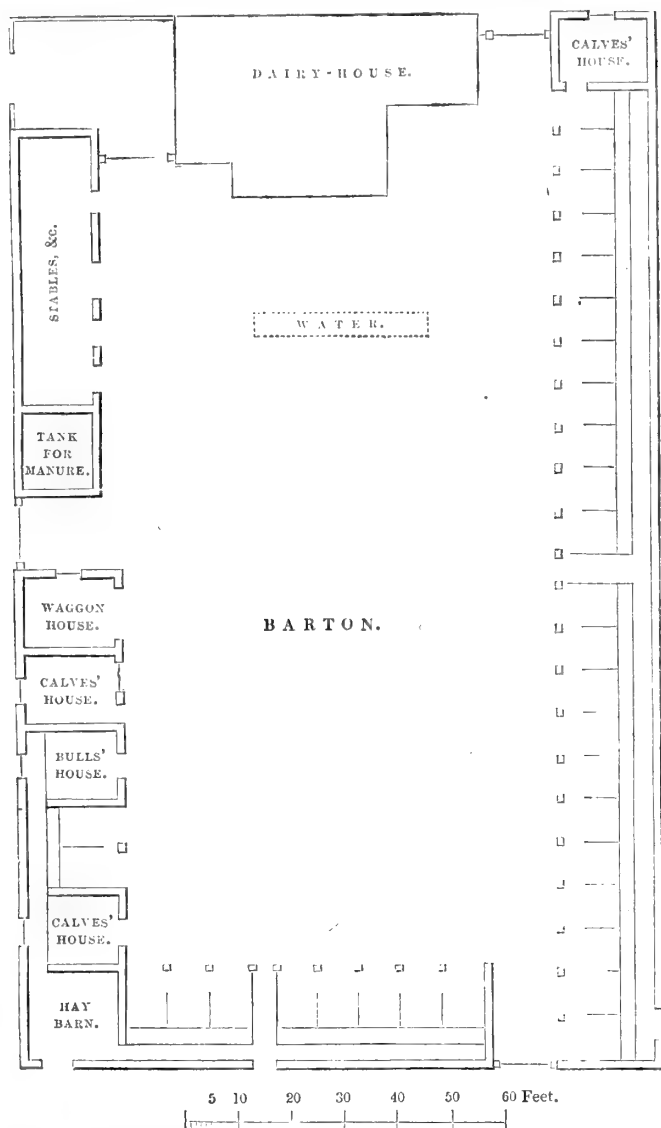 CALVES'
HOUSE.
DAIRY-HOUSE.
STABLES, &c.
WATER.
TANK
FOR
MANURE.
WAGGON
HOUSE.
BARTON.
CALVES'
HOUSE.
BULLS'
HOUSE.
CALVES'
HOUSE.
HAY
BARN.
5 10 20 30 40 50 60 Feet.